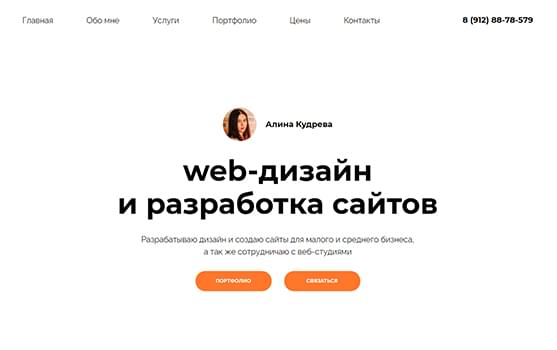 Главная Обо мне Услуги Портфолио Цены Контакты 8 (912) 88-78-579
Алина Кудрева
web-дизайн
и разработка сайтов
Разрабатываю дизайн и создаю сайты для малого и среднего бизнеса,
а так же сотрудничаю с веб-студиями
ПОРТФОЛИО СВЯЗАТЬСЯ